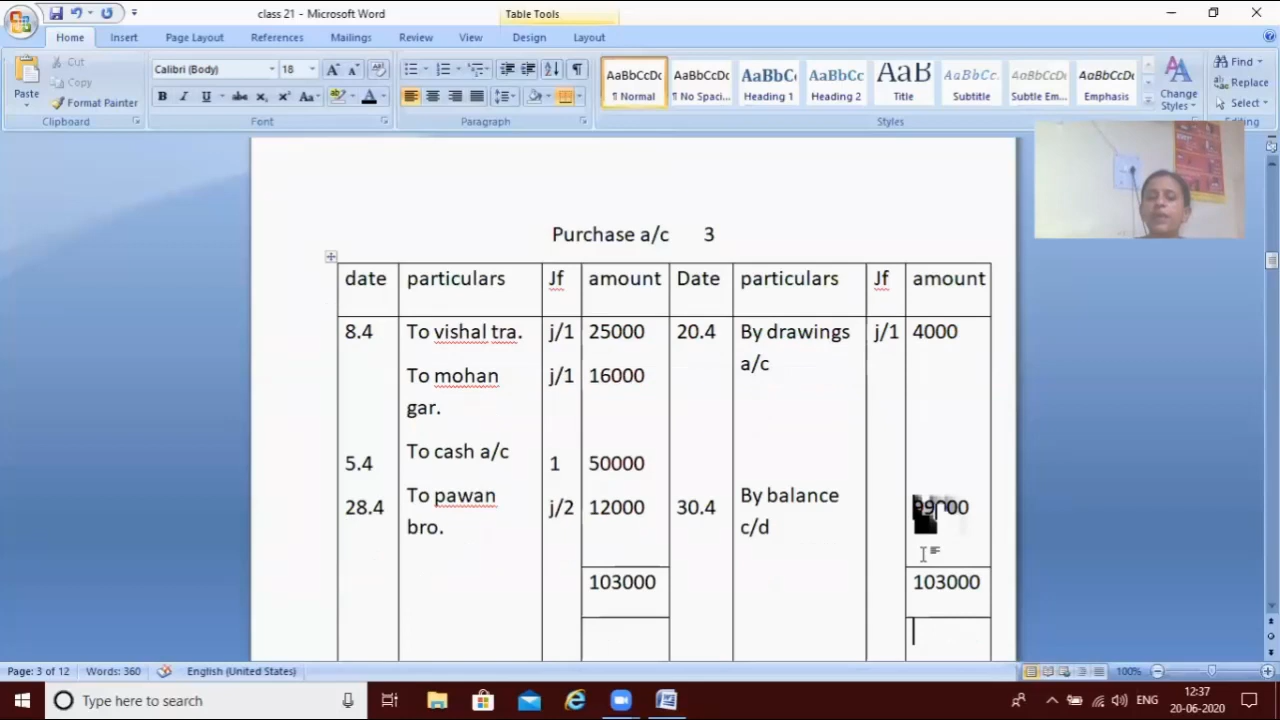 class 21 - Microsoft Word
Table Tools
Home Insert Page Layout References Mailings Review View Design Layout
Paste
Cut
Copy
Format Painter
Clipboard
Calibri (Body) 18
Font
Paragraph
AaBbCcDc AaBbCcDc AaBbC AaBbCc AaB AaBbCc. AaBbCcDc AaBbCcDc
¶ Normal ¶ No Spaci... Heading 1 Heading 2 Title Subtitle Subtle Em... Emphasis
Change Styles
Styles
Find
Replace
Select
Editing
Purchase a/c 3
date particulars Jf amount Date particulars Jf amount
8.4 To vishal tra. j/1 25000 20.4 By drawings j/1 4000
a/c
To mohan j/1 16000
gar.
To cash a/c
5.4 1 50000
To pawan By balance
28.4 j/2 12000 30.4 99000
bro. c/d
103000 103000
Page: 3 of 12 Words: 360 English (United States) 100%
Type here to search
ENG
12:37
20-06-2020